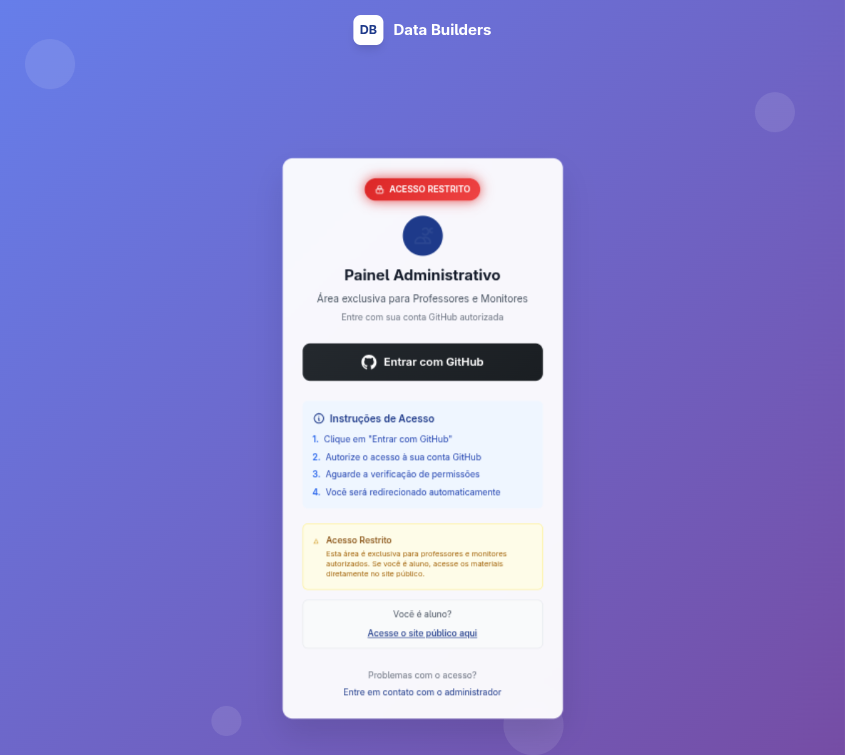 DB Data Builders
ACESSO RESTRITO
Painel Administrativo
Área exclusiva para Professores e Monitores
Entre com sua conta GitHub autorizada
Entrar com GitHub
Instruções de Acesso
1. Clique em "Entrar com GitHub"
2. Autorize o acesso à sua conta GitHub
3. Aguarde a verificação de permissões
4. Você será redirecionado automaticamente
Acesso Restrito
Esta área é exclusiva para professores e monitores
autorizados. Se você é aluno, acesse os materiais
diretamente no site público.
Você é aluno?
Acesse o site público aqui
Problemas com o acesso?
Entre em contato com o administrador